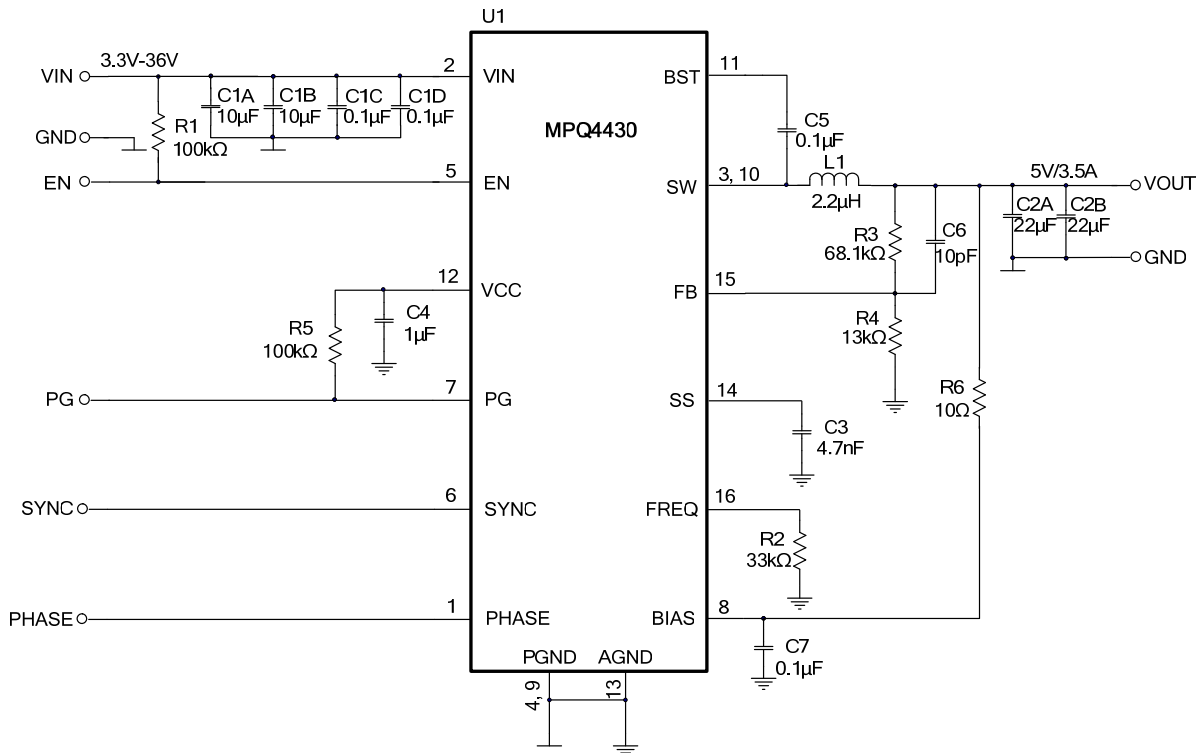 U1
MPQ4430
VIN
3.3V-36V
2
VIN
GND
R1
100kΩ
C1A
10µF
C1B
10µF
C1C
0.1µF
C1D
0.1µF
EN
5
EN
12
VCC
R5
100kΩ
C4
1µF
PG
7
PG
SYNC
6
SYNC
PHASE
1
PHASE
PGND
AGND
4, 9
13
BST
11
C5
0.1µF
SW
3, 10
L1
2.2µH
5V/3.5A
VOUT
C2A
22µF
C2B
22µF
GND
R3
68.1kΩ
C6
10pF
FB
15
R4
13kΩ
R6
10Ω
SS
14
C3
4.7nF
FREQ
16
R2
33kΩ
BIAS
8
C7
0.1µF